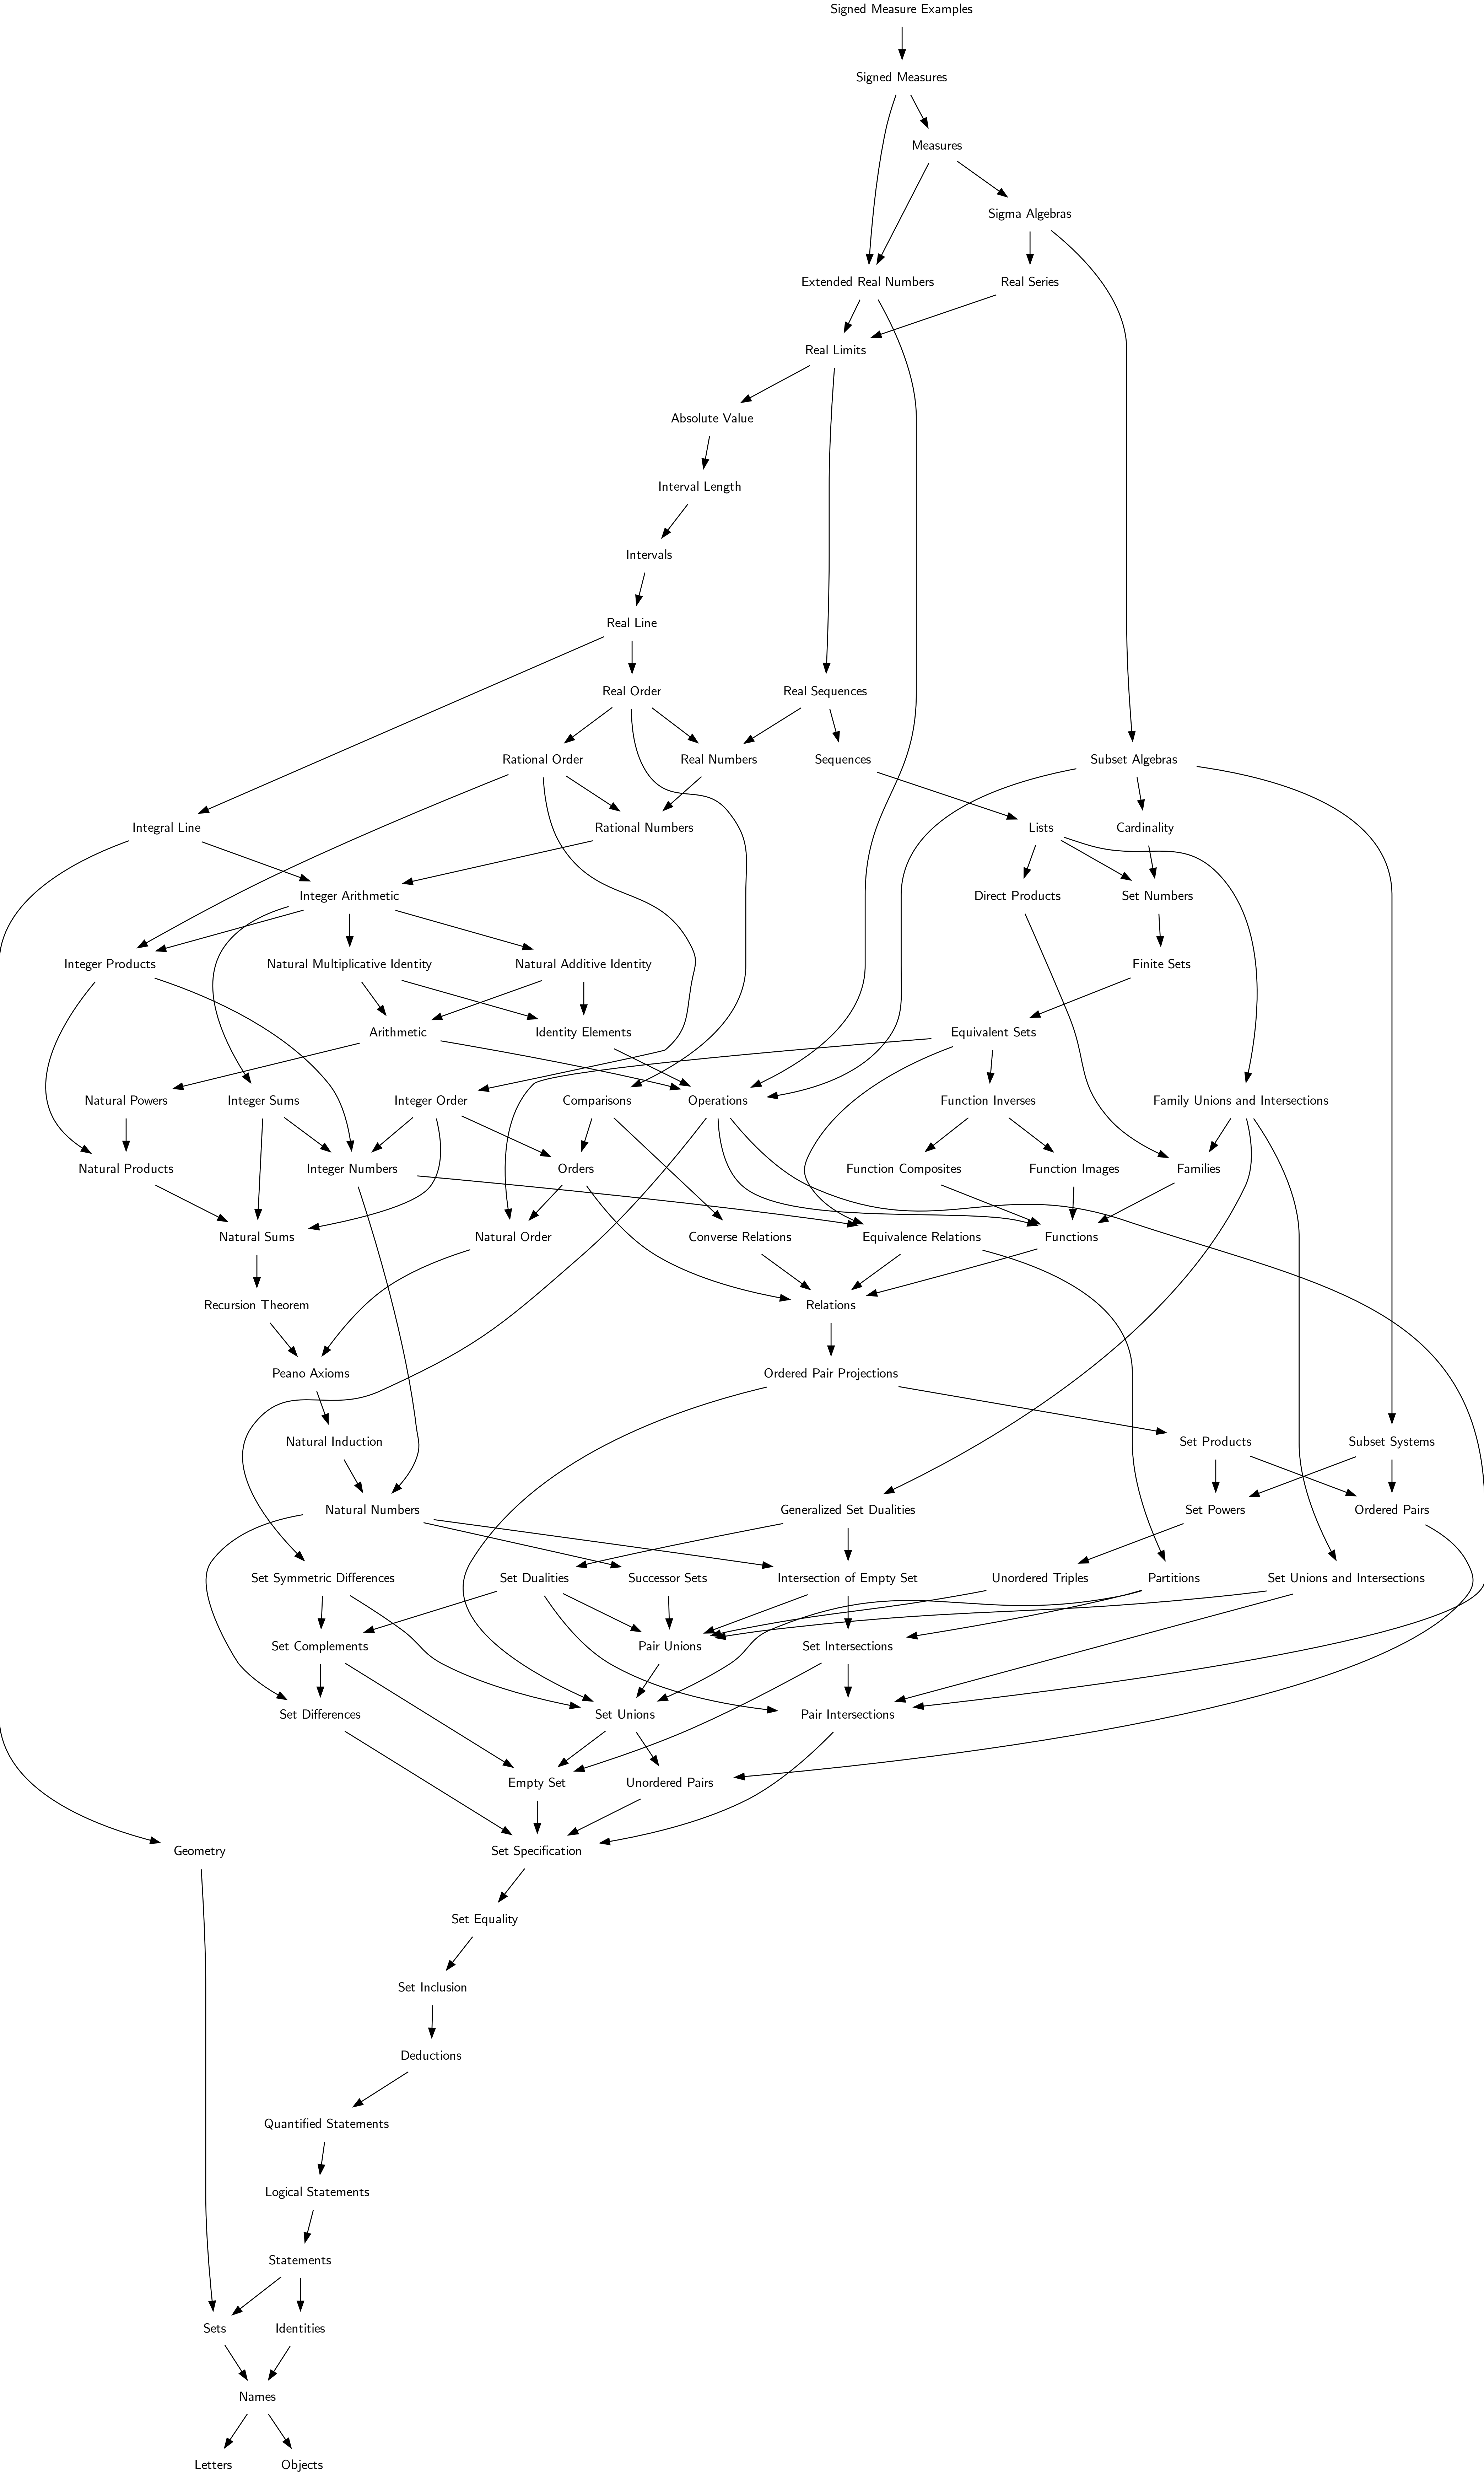 Signed Measure Examples
Signed Measures
Measures
Sigma Algebras
Extended Real Numbers
Real Series
Real Limits
Absolute Value
Interval Length
Intervals
Real Line
Real Order
Real Sequences
Rational Order
Real Numbers
Sequences
Subset Algebras
Integral Line
Rational Numbers
Lists
Cardinality
Integer Arithmetic
Direct Products
Set Numbers
Integer Products
Natural Multiplicative Identity
Natural Additive Identity
Finite Sets
Arithmetic
Identity Elements
Equivalent Sets
Natural Powers
Integer Sums
Integer Order
Comparisons
Operations
Function Inverses
Family Unions and Intersections
Natural Products
Integer Numbers
Orders
Function Composites
Function Images
Families
Natural Sums
Natural Order
Converse Relations
Equivalence Relations
Functions
Recursion Theorem
Relations
Peano Axioms
Ordered Pair Projections
Natural Induction
Set Products
Subset Systems
Natural Numbers
Generalized Set Dualities
Set Powers
Ordered Pairs
Set Symmetric Differences
Set Dualities
Successor Sets
Intersection of Empty Set
Unordered Triples
Partitions
Set Unions and Intersections
Set Complements
Pair Unions
Set Intersections
Set Differences
Set Unions
Pair Intersections
Empty Set
Unordered Pairs
Geometry
Set Specification
Set Equality
Set Inclusion
Deductions
Quantified Statements
Logical Statements
Statements
Sets
Identities
Names
Letters
Objects